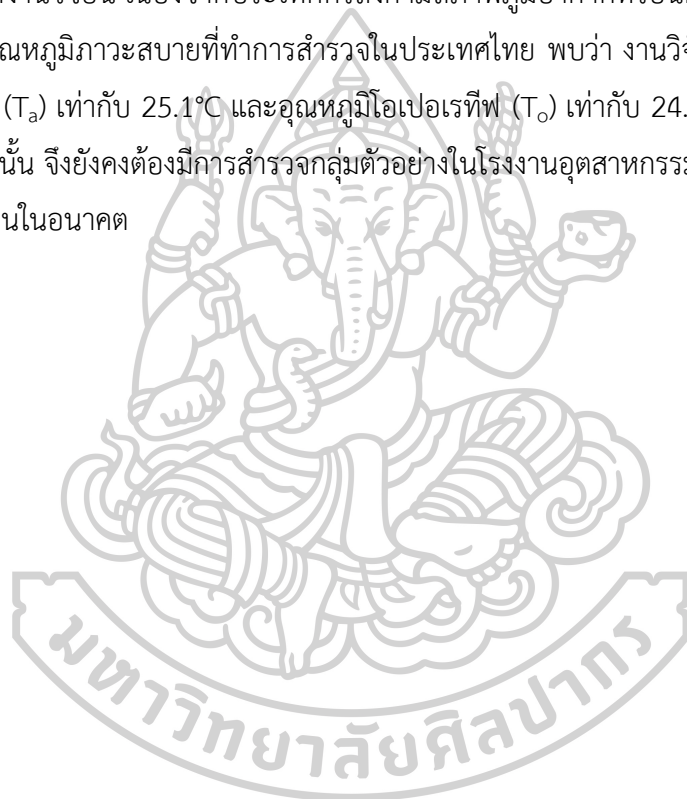 อุณหภูมิภาวะสบายที่ทำการสำรวจในประเทศไทย พบว่า
(Tₐ) เท่ากับ 25.1°C และอุณหภูมิโอเปอเรทีฟ (Tₒ) เท่ากับ 24.
นั้น จึงยังคงต้องมีการสำรวจกลุ่มตัวอย่างในโรงงานอุตสาหกรรม
นในอนาคต
มหาวิทยาลัยศิลปากร